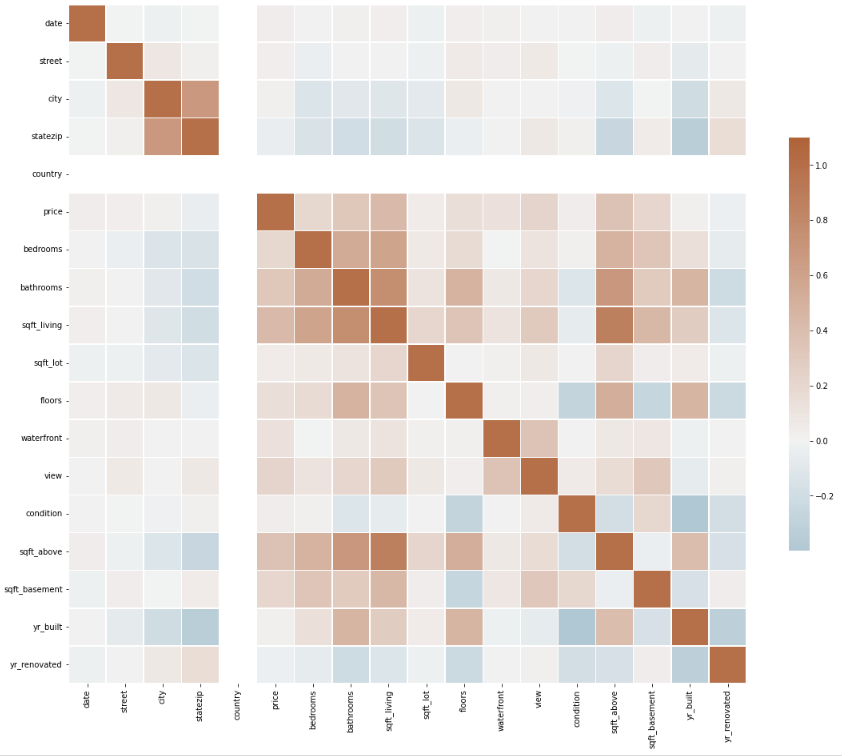 date
street
city
statezip
country
price
bedrooms
bathrooms
sqft_living
sqft_lot
floors
waterfront
view
condition
sqft_above
sqft_basement
yr_built
yr_renovated
date
street
city
statezip
country
price
bedrooms
bathrooms
sqft_living
sqft_lot
floors
waterfront
view
condition
sqft_above
sqft_basement
yr_built
yr_renovated
1.0
0.8
0.6
0.4
0.2
0.0
−0.2